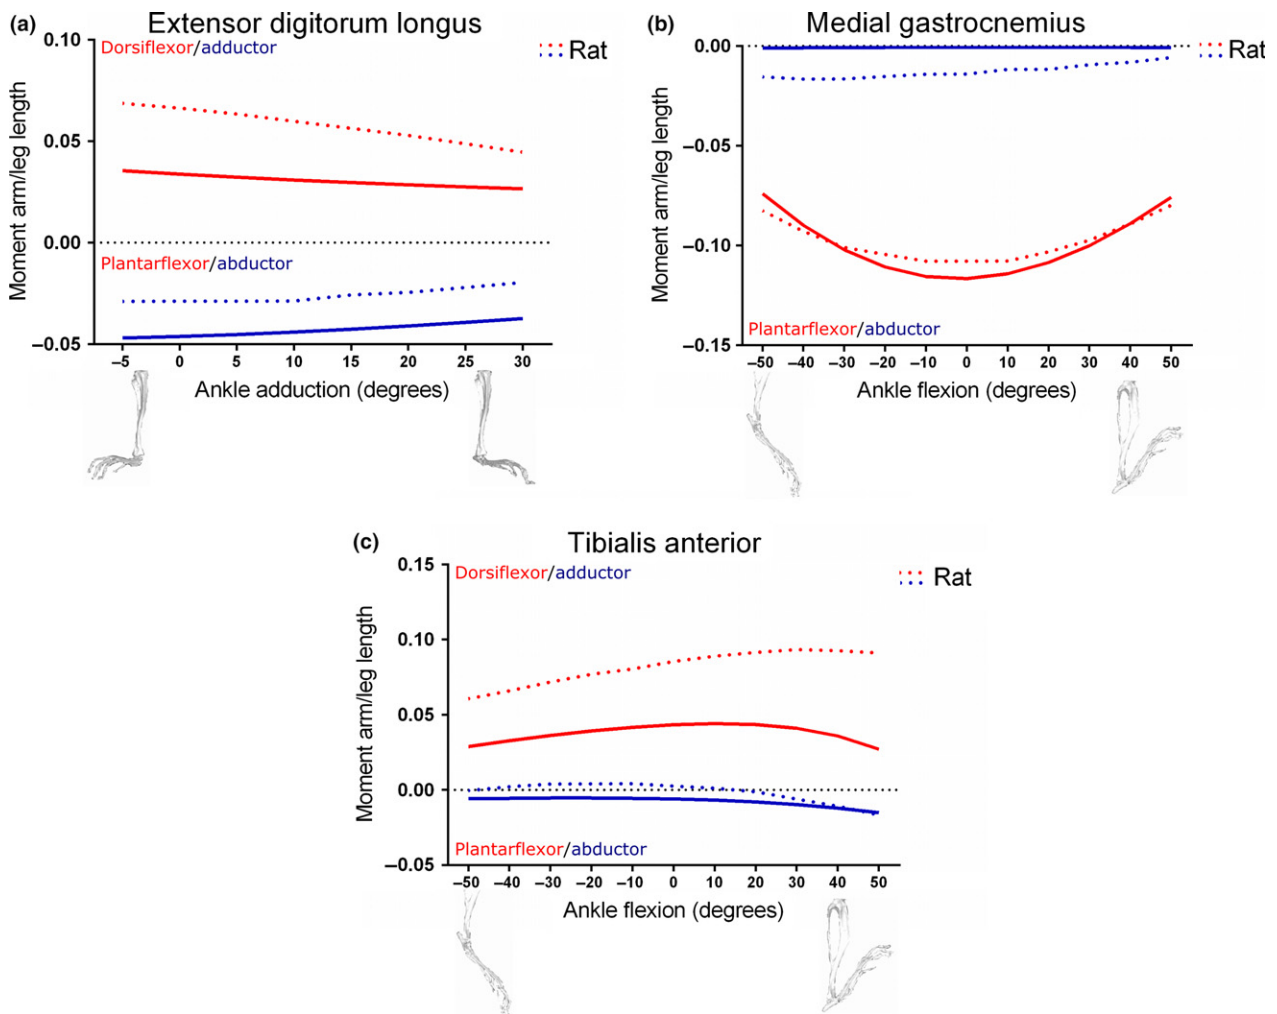 (a) Extensor digitorum longus
0.10
Dorsiflexor/adductor
Rat
0.05
0.00
Plantarflexor/abductor
–0.05
Moment arm/leg length
–5 0 5 10 15 20 25 30
Ankle adduction (degrees)
(b) Medial gastrocnemius
0.00
Rat
–0.05
–0.10
Plantarflexor/abductor
–0.15
Moment arm/leg length
–50 –40 –30 –20 –10 0 10 20 30 40 50
Ankle flexion (degrees)
(c) Tibialis anterior
0.15
Dorsiflexor/adductor
Rat
0.10
0.05
0.00
Plantarflexor/abductor
–0.05
Moment arm/leg length
–50 –40 –30 –20 –10 0 10 20 30 40 50
Ankle flexion (degrees)